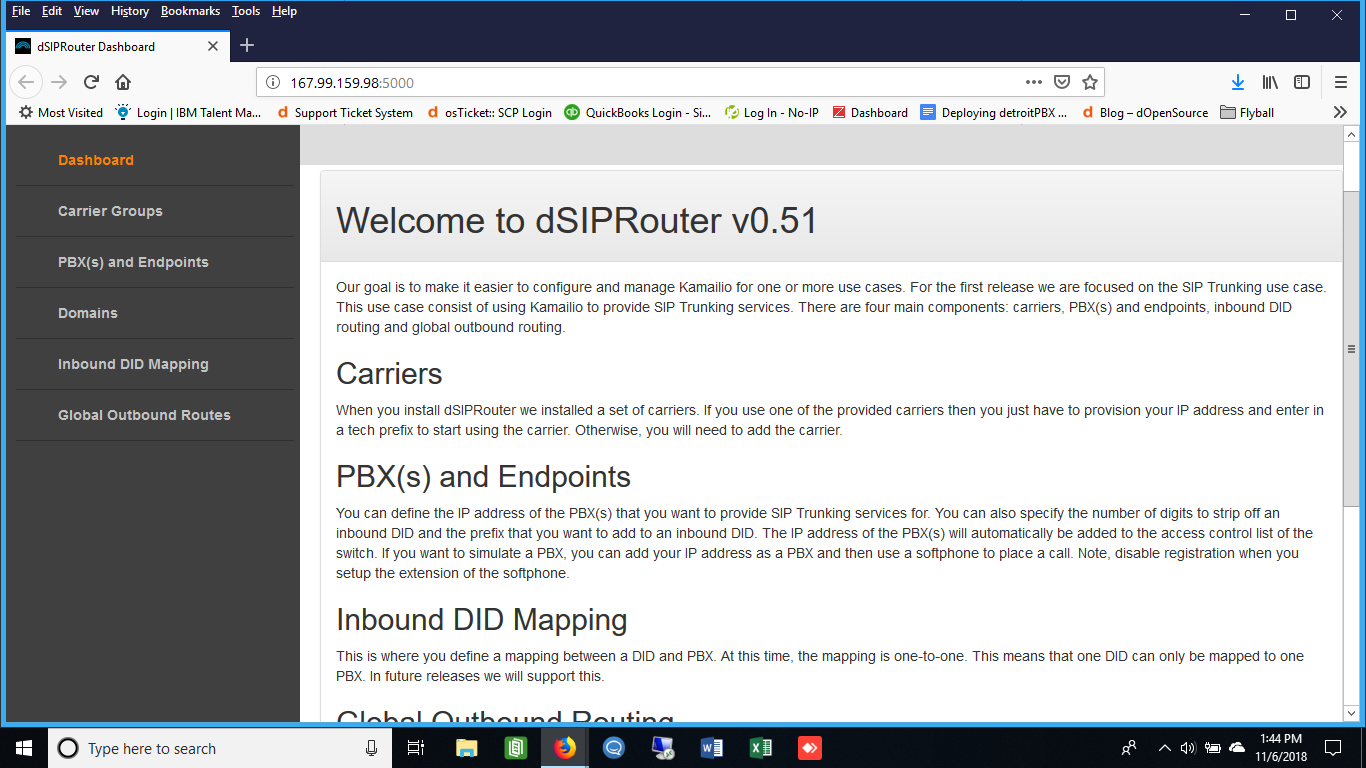 File Edit View History Bookmarks Tools Help
dSIPRouter Dashboard
167.99.159.98:5000
Most Visited Login | IBM Talent Ma... Support Ticket System osTicket:: SCP Login QuickBooks Login - Si... Log In - No-IP Dashboard Deploying detroitPBX ... Blog – dOpenSource Flyball
Dashboard
Carrier Groups
PBX(s) and Endpoints
Domains
Inbound DID Mapping
Global Outbound Routes
Welcome to dSIPRouter v0.51
Our goal is to make it easier to configure and manage Kamailio for one or more use cases. For the first release we are focused on the SIP Trunking use case.
This use case consist of using Kamailio to provide SIP Trunking services. There are four main components: carriers, PBX(s) and endpoints, inbound DID
routing and global outbound routing.
Carriers
When you install dSIPRouter we installed a set of carriers. If you use one of the provided carriers then you just have to provision your IP address and enter in
a tech prefix to start using the carrier. Otherwise, you will need to add the carrier.
PBX(s) and Endpoints
You can define the IP address of the PBX(s) that you want to provide SIP Trunking services for. You can also specify the number of digits to strip off an
inbound DID and the prefix that you want to add to an inbound DID. The IP address of the PBX(s) will automatically be added to the access control list of the
switch. If you want to simulate a PBX, you can add your IP address as a PBX and then use a softphone to place a call. Note, disable registration when you
setup the extension of the softphone.
Inbound DID Mapping
This is where you define a mapping between a DID and PBX. At this time, the mapping is one-to-one. This means that one DID can only be mapped to one
PBX. In future releases we will support this.
Global Outbound Routing
Type here to search
1:44 PM
11/6/2018